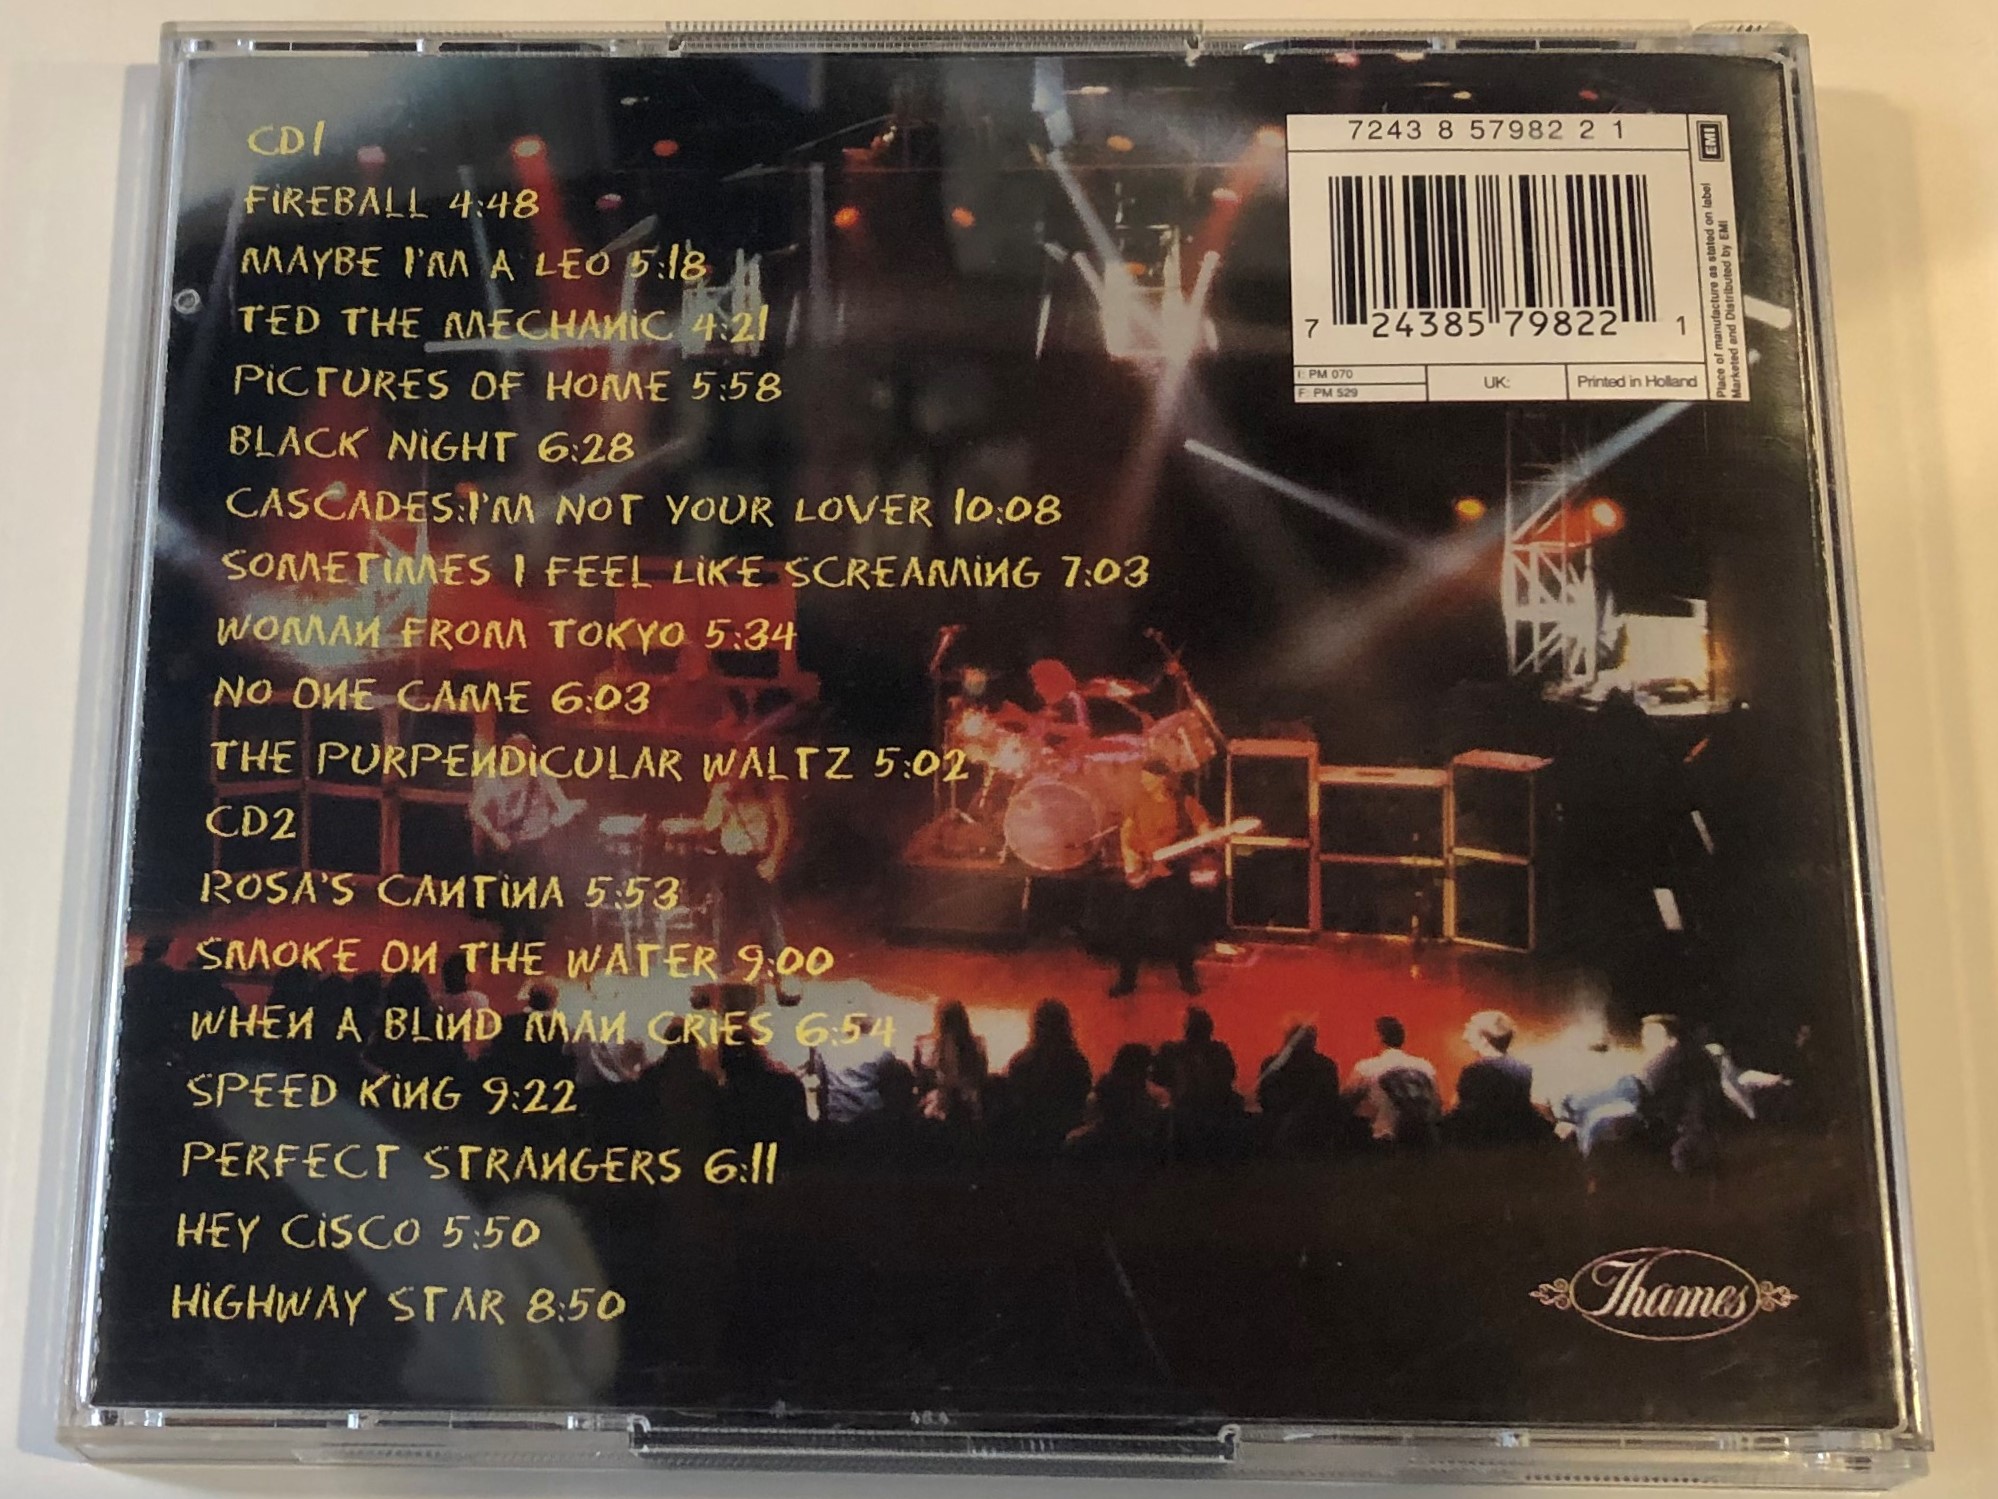 CD1
FIREBALL 4:48
MAYBE I'M A LEO 5:18
TED THE MECHANIC 4:21
PICTURES OF HOME 5:58
BLACK NIGHT 6:28
CASCADES:I'M NOT YOUR LOVER 10:08
SOMETIMES I FEEL LIKE SCREAMING 7:03
WOMAN FROM TOKYO 5:34
NO ONE CAME 6:03
THE PURPENDICULAR WALTZ 5:02
CD2
ROSA'S CANTINA 5:53
SMOKE ON THE WATER 9:00
WHEN A BLIND MAN CRIES 6:54
SPEED KING 9:22
PERFECT STRANGERS 6:11
HEY CISCO 5:50
HIGHWAY STAR 8:50
7243 8 57982 2 1
7 24385 79822 1
I: PM 070
F: PM 529
UK:
Printed in Holland
EMI
Place of manufacture as stated on label
Marketed and Distributed by EMI
Thames